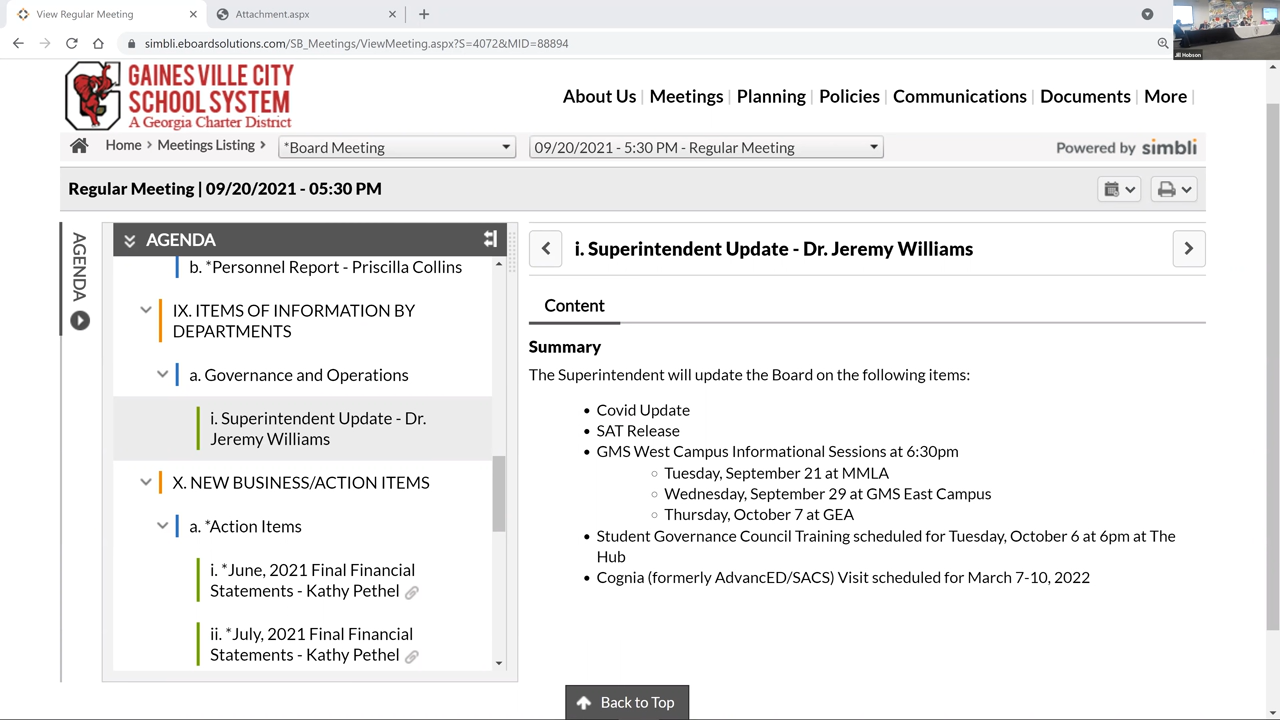 View Regular Meeting
Attachment.aspx
simbli.eboardsolutions.com/SB_Meetings/ViewMeeting.aspx?S=4072&MID=88894
Jill Hobson
GAINESVILLE CITY
SCHOOL SYSTEM
A Georgia Charter District
About Us | Meetings | Planning | Policies | Communications | Documents | More |
Home > Meetings Listing > *Board Meeting 09/20/2021 - 5:30 PM - Regular Meeting Powered by simbli
Regular Meeting | 09/20/2021 - 05:30 PM
AGENDA
AGENDA
b. *Personnel Report - Priscilla Collins
IX. ITEMS OF INFORMATION BY
DEPARTMENTS
a. Governance and Operations
i. Superintendent Update - Dr.
Jeremy Williams
X. NEW BUSINESS/ACTION ITEMS
a. *Action Items
i. *June, 2021 Final Financial
Statements - Kathy Pethel
ii. *July, 2021 Final Financial
Statements - Kathy Pethel
i. Superintendent Update - Dr. Jeremy Williams
Content
Summary
The Superintendent will update the Board on the following items:
• Covid Update
• SAT Release
• GMS West Campus Informational Sessions at 6:30pm
○ Tuesday, September 21 at MMLA
○ Wednesday, September 29 at GMS East Campus
○ Thursday, October 7 at GEA
• Student Governance Council Training scheduled for Tuesday, October 6 at 6pm at The
Hub
• Cognia (formerly AdvancED/SACS) Visit scheduled for March 7-10, 2022
Back to Top